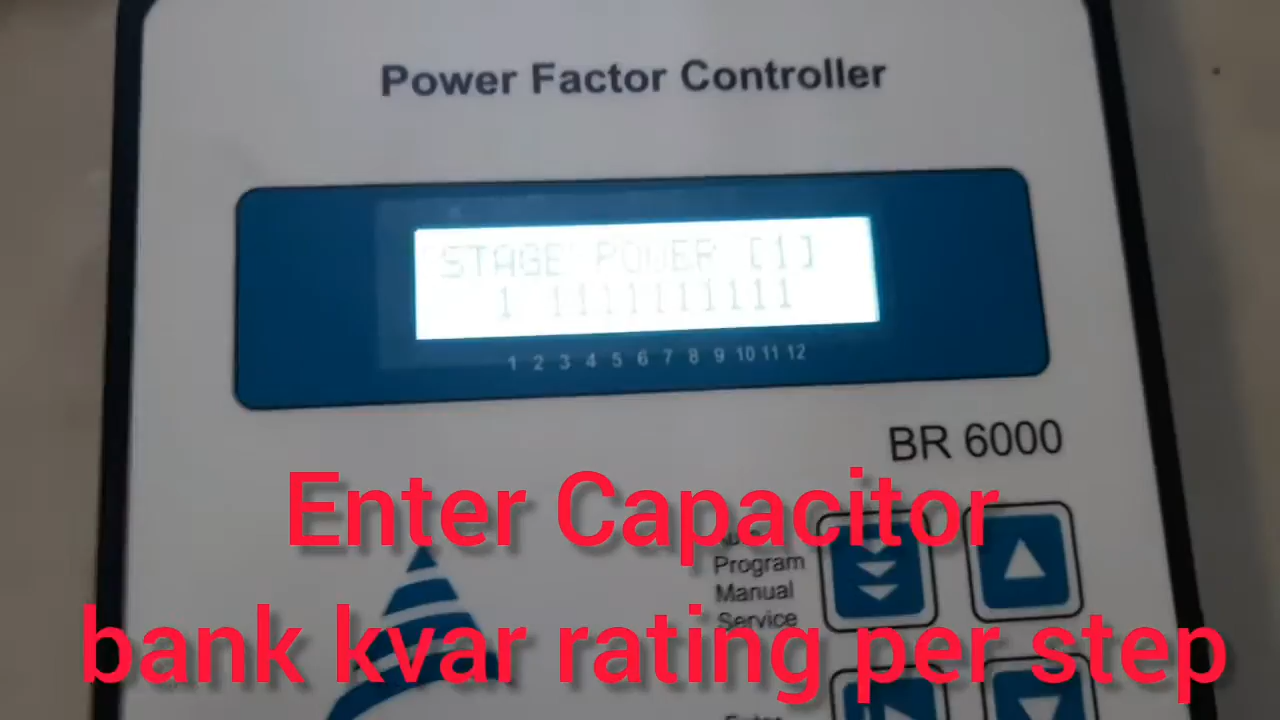 Power Factor Controller
STAGE POWER [1]
1 1111111111
1 2 3 4 5 6 7 8 9 10 11 12
BR 6000
Enter Capacitor
Program
Manual
Service
bank kvar rating per step